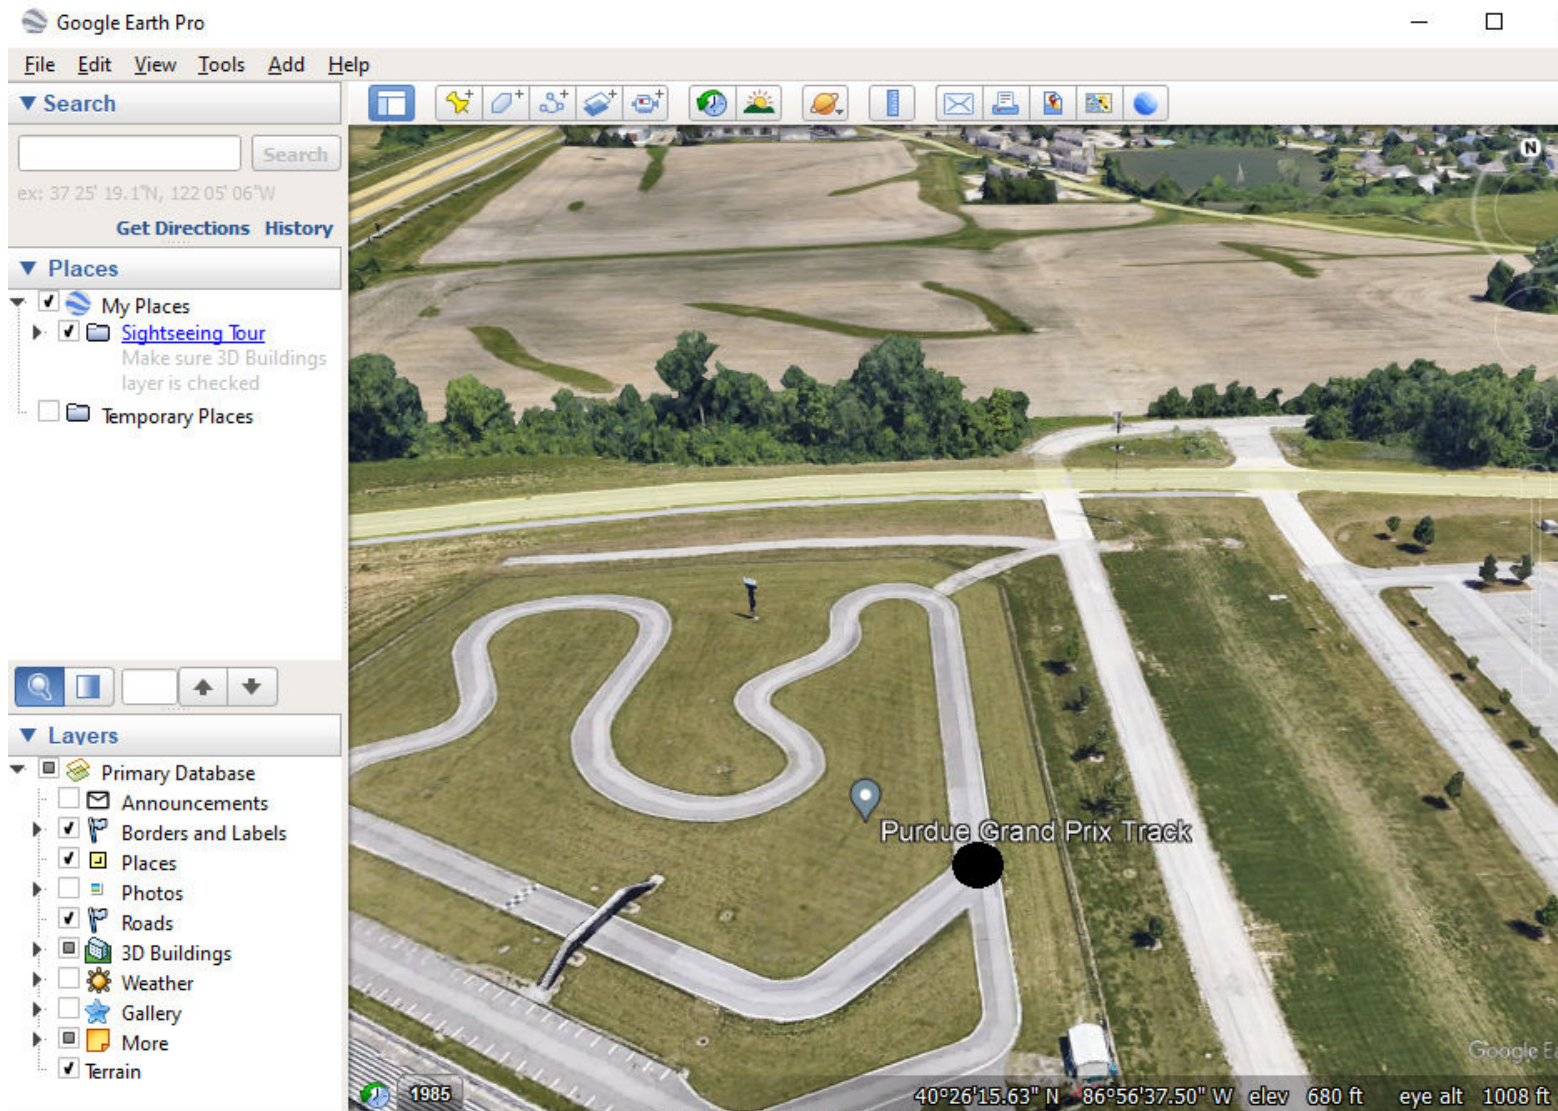 Google Earth Pro
File Edit View Tools Add Help
Search
Search
ex: 37 25' 19.1"N, 122 05' 06"W
Get Directions History
Places
My Places
Sightseeing Tour
Make sure 3D Buildings
layer is checked
Temporary Places
Layers
Primary Database
Announcements
Borders and Labels
Places
Photos
Roads
3D Buildings
Weather
Gallery
More
Terrain
N
Purdue Grand Prix Track
Google
1985
40°26'15.63" N 86°56'37.50" W elev 680 ft eye alt 1008 ft